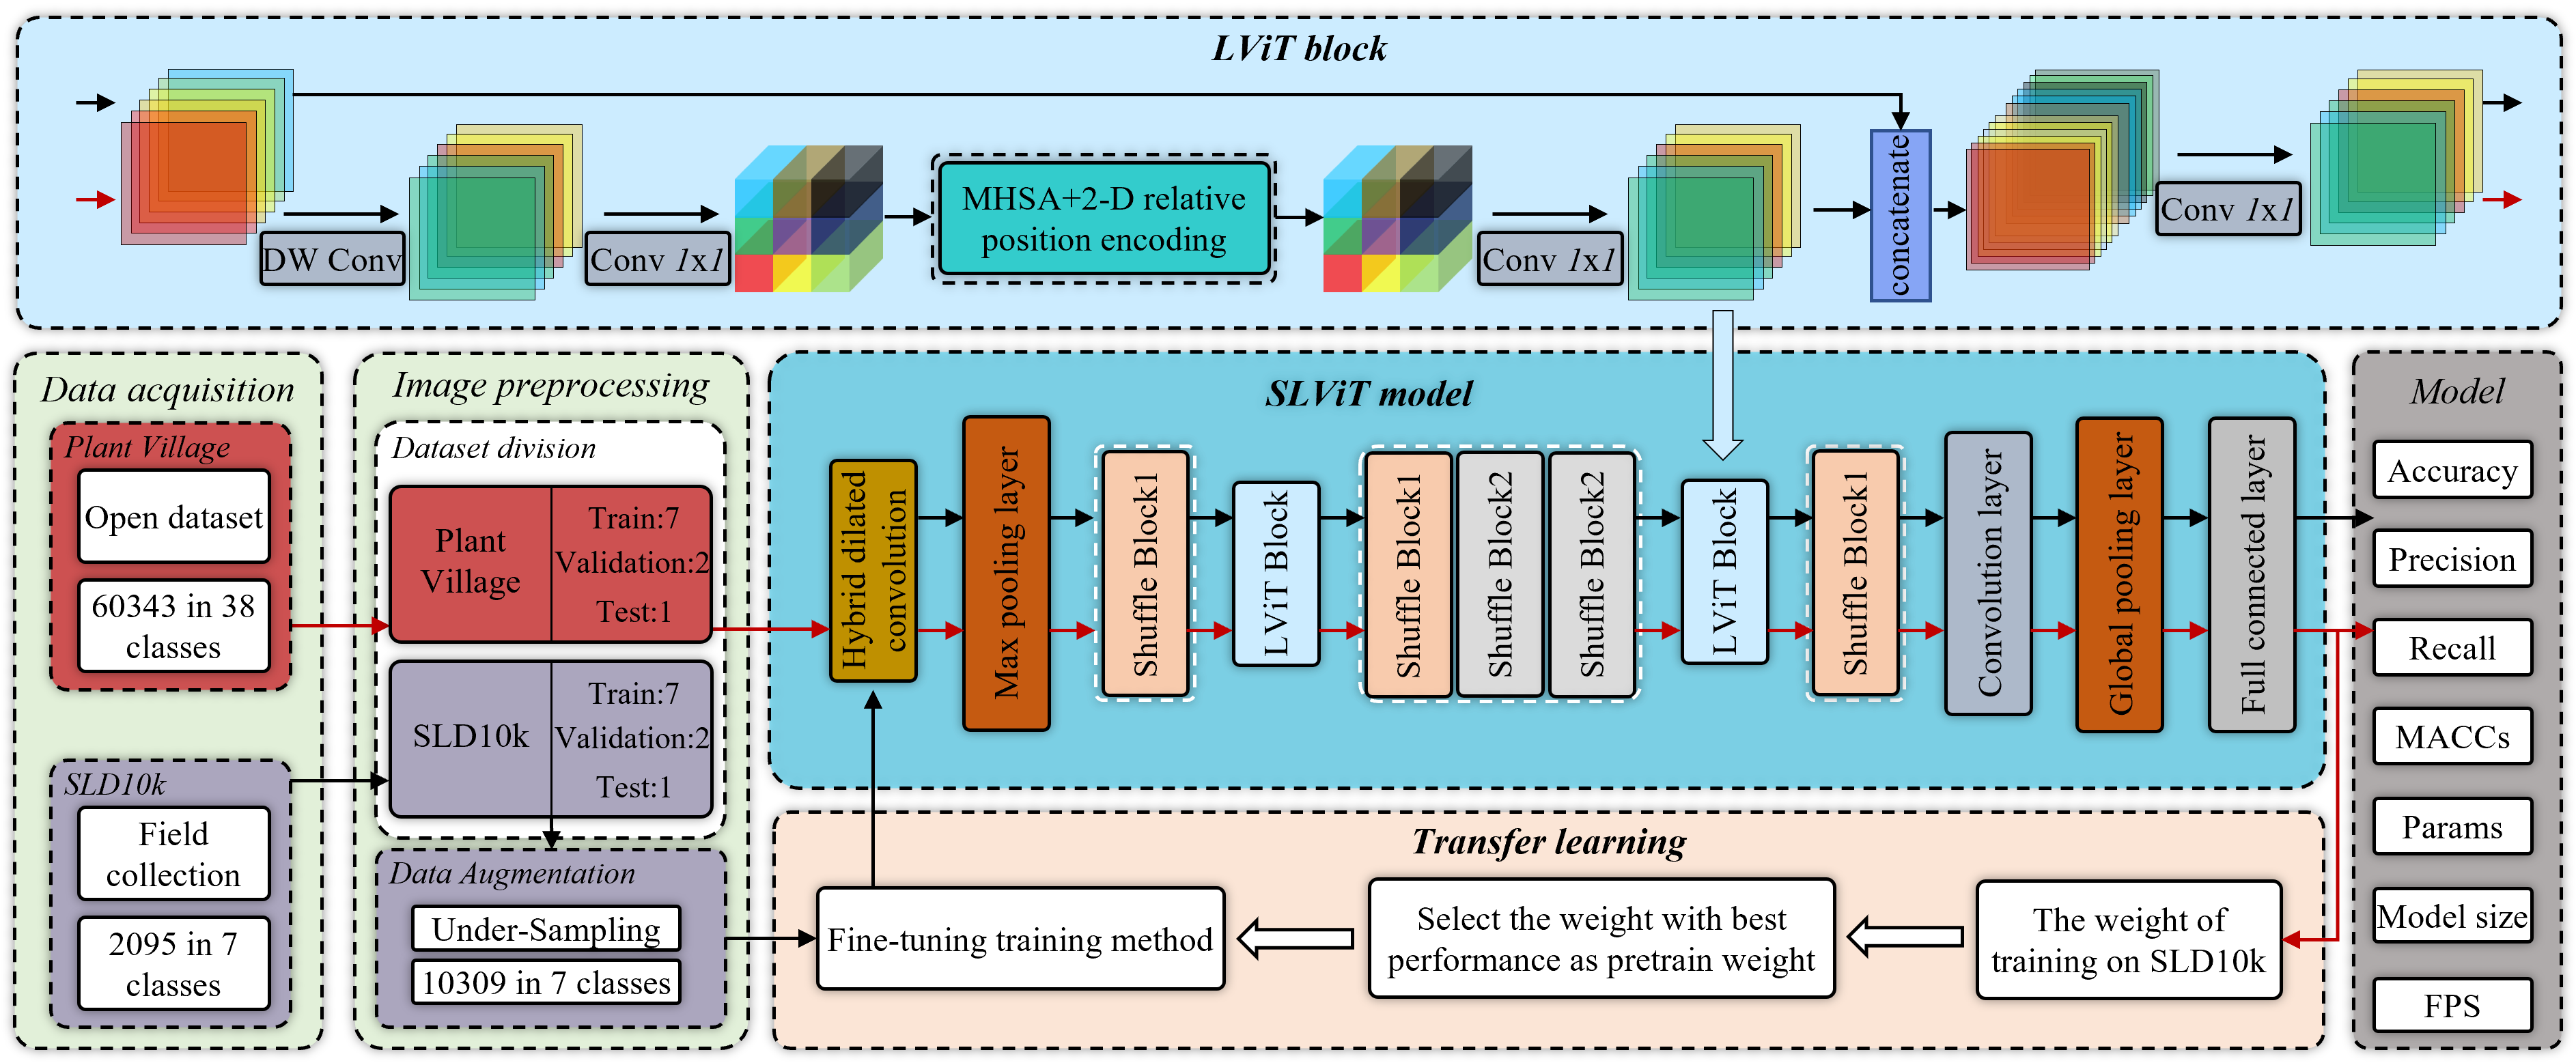 LViT block
DW Conv
Conv 1x1
MHSA+2-D relative
position encoding
Conv 1x1
concatenate
Conv 1x1
Data acquisition
Plant Village
Open dataset
60343 in 38
classes
SLD10k
Field
collection
2095 in 7
classes
Image preprocessing
Dataset division
Plant
Village
Train:7
Validation:2
Test:1
SLD10k
Train:7
Validation:2
Test:1
Data Augmentation
Under-Sampling
10309 in 7 classes
SLViT model
Hybrid dilated
convolution
Max pooling layer
Shuffle Block1
LViT Block
Shuffle Block1
Shuffle Block2
Shuffle Block2
LViT Block
Shuffle Block1
Convolution layer
Global pooling layer
Full connected layer
Transfer learning
Fine-tuning training method
Select the weight with best
performance as pretrain weight
The weight of
training on SLD10k
Model
Accuracy
Precision
Recall
MACCs
Params
Model size
FPS